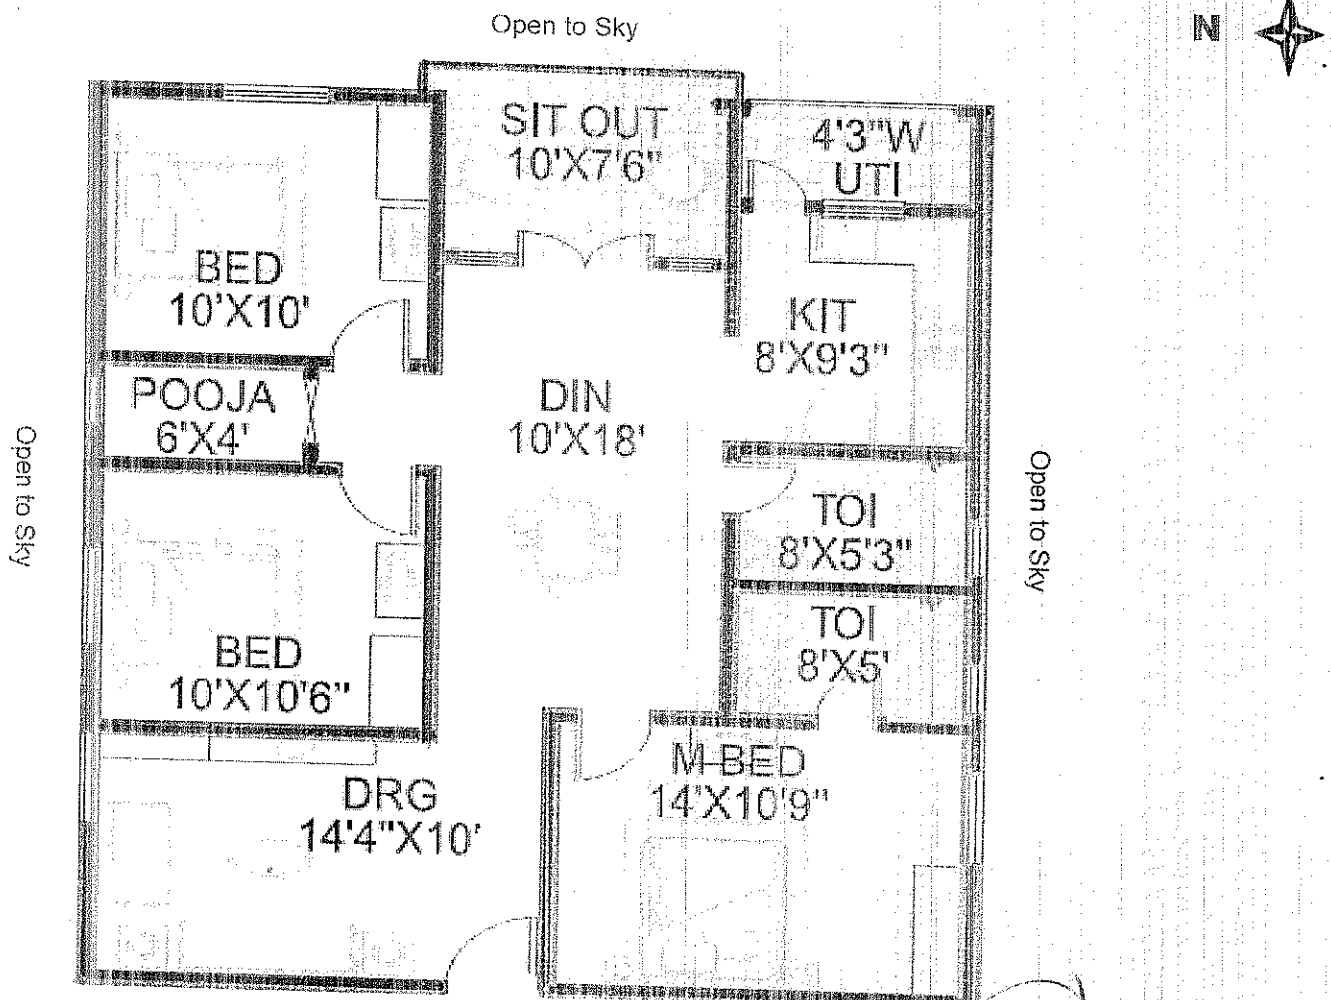 Open to Sky
N
SIT OUT
10'X7'6"
4'3"W
UTI
BED
10'X10'
KIT
8'X9'3"
POOJA
6'X4'
DIN
10'X18'
Open to Sky
Open to Sky
TOI
8'X5'3"
TOI
8'X5'
BED
10'X10'6"
M-BED
14'X10'9"
DRG
14'4"X10'